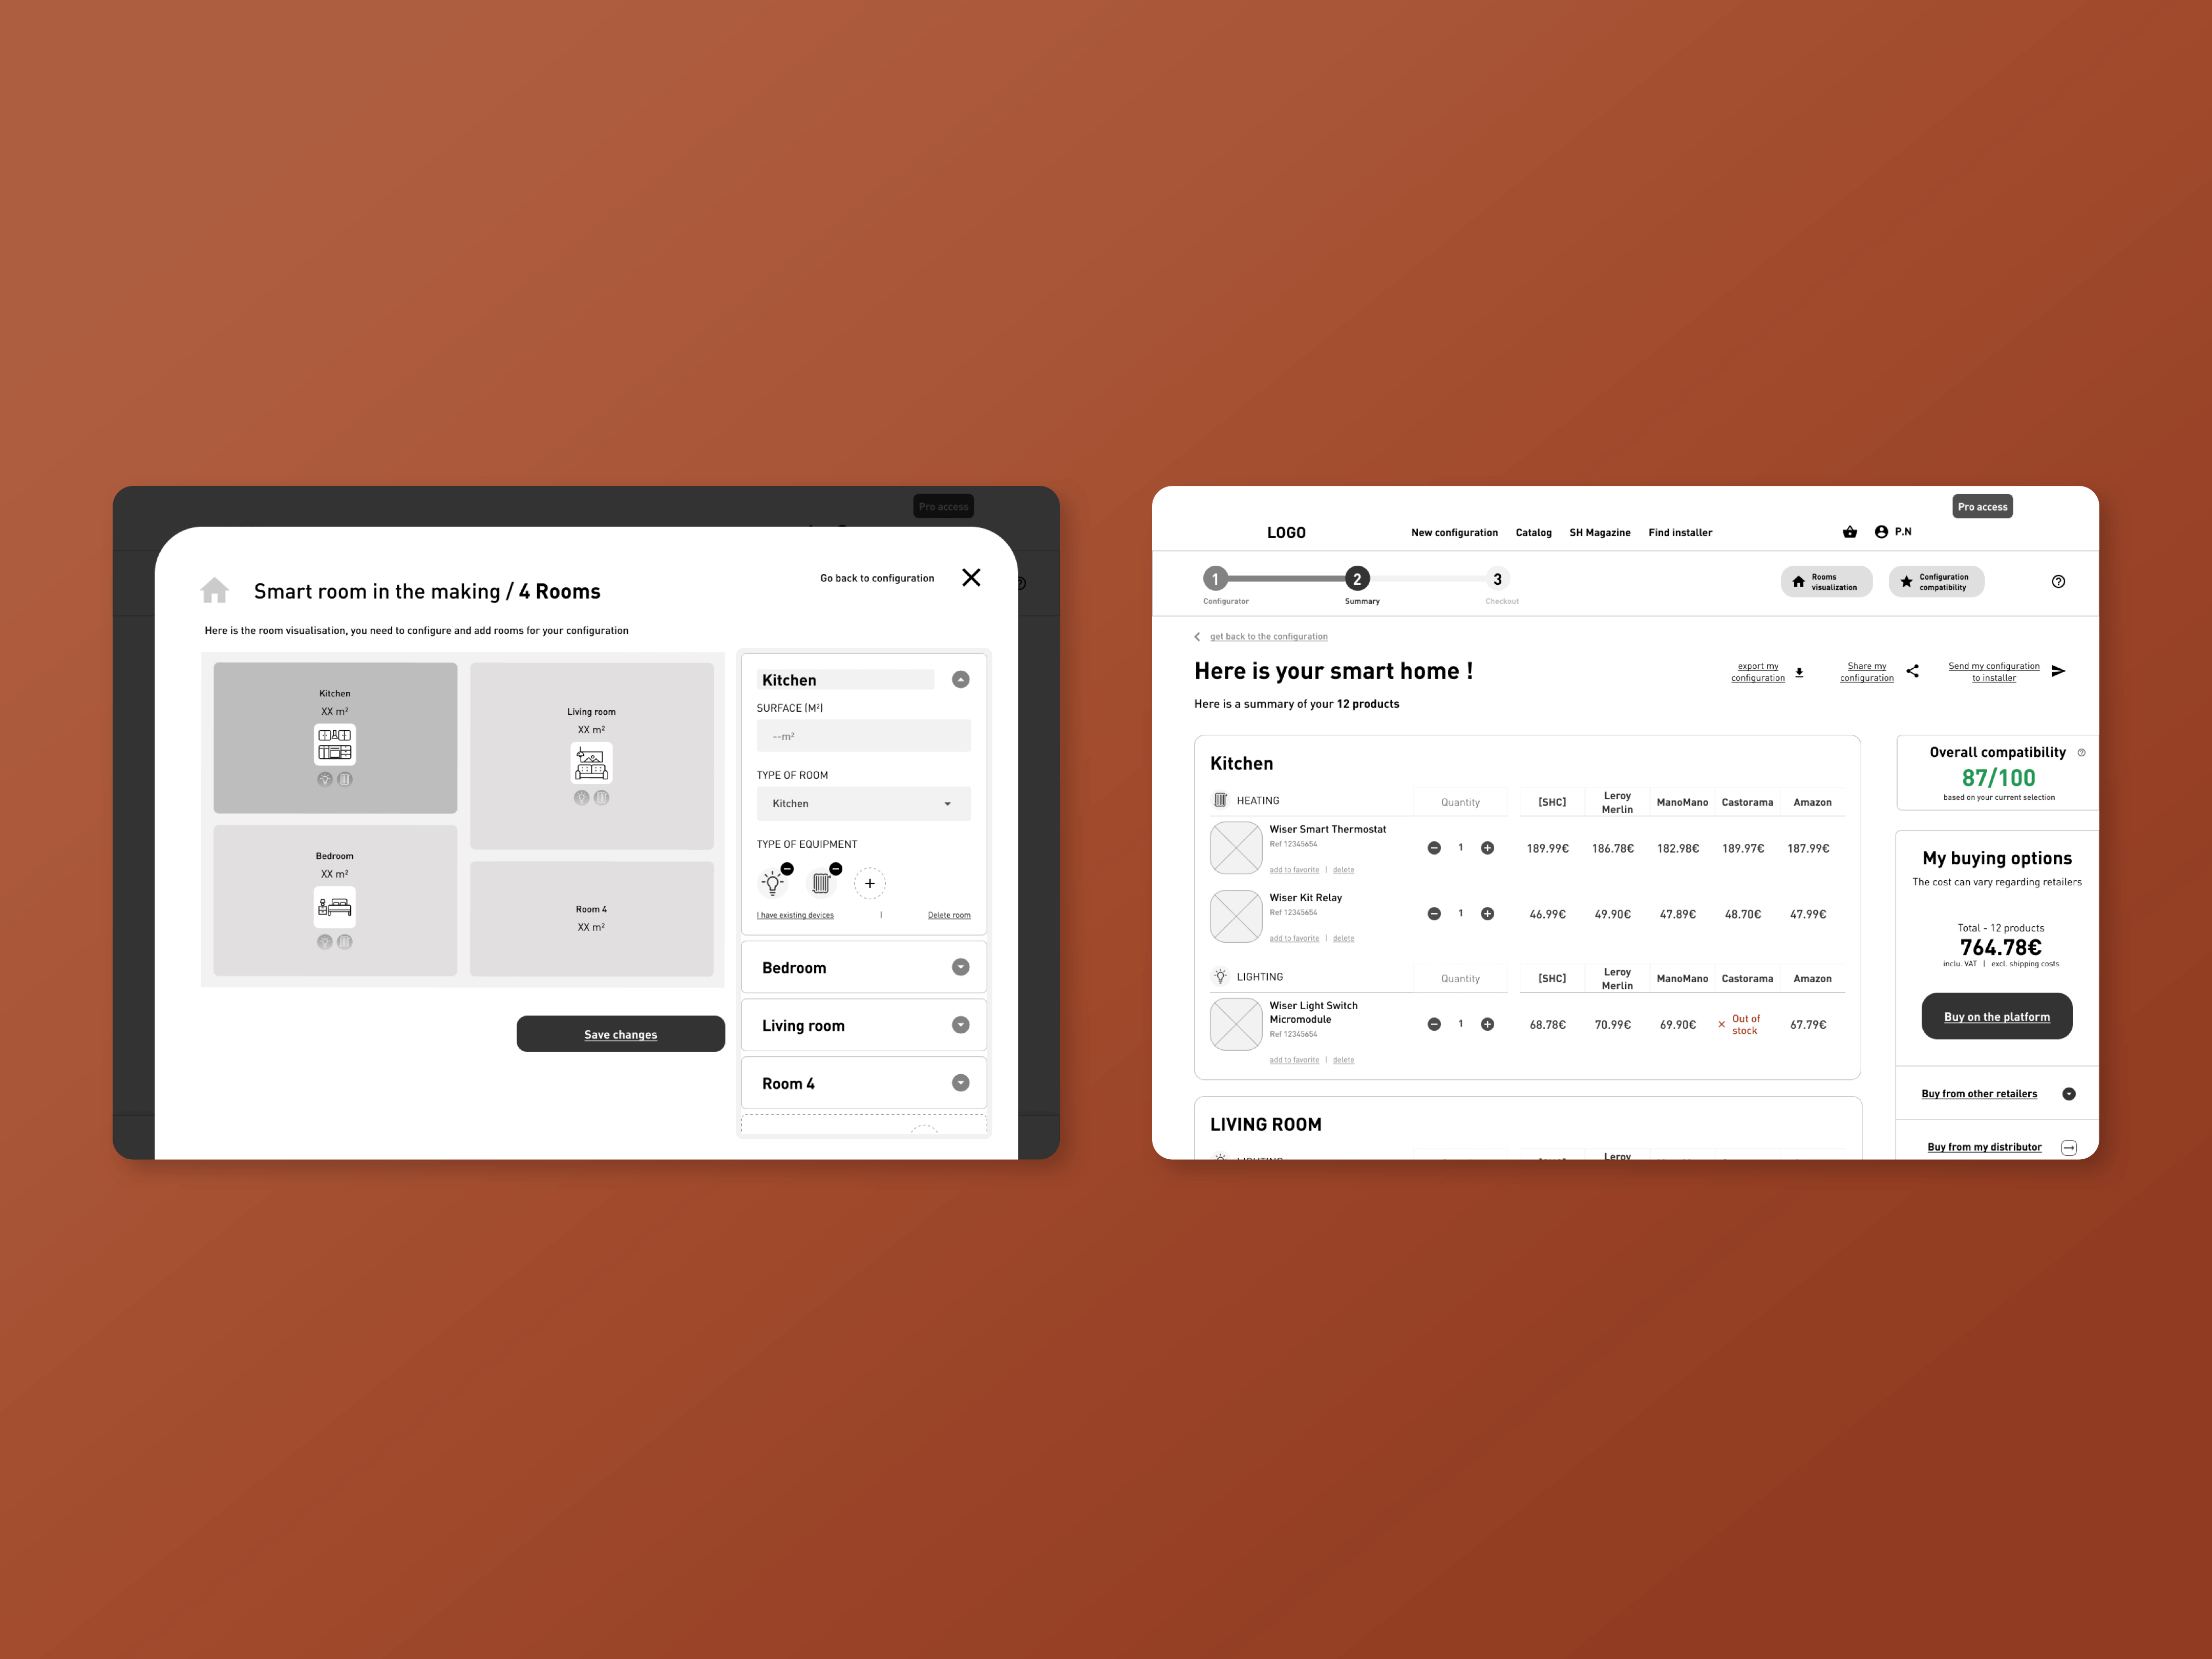 Pro access
Smart room in the making / 4 Rooms
Go back to configuration
Here is the room visualisation, you need to configure and add rooms for your configuration
Kitchen
XX m²
Living room
XX m²
Bedroom
XX m²
Room 4
XX m²
Save changes
Kitchen
SURFACE (M²)
--m²
TYPE OF ROOM
Kitchen
TYPE OF EQUIPMENT
I have existing devices | Delete room
Bedroom
Living room
Room 4
Pro access
LOGO
New configuration Catalog SH Magazine Find installer
P.N
1 2 3
Configurator Summary Checkout
Rooms
visualization
Configuration
compatibility
get back to the configuration
Here is your smart home !
export my
configuration
Share my
configuration
Send my configuration
to installer
Here is a summary of your 12 products
Kitchen
HEATING Quantity [SHC] Leroy Merlin ManoMano Castorama Amazon
Wiser Smart Thermostat
Ref 12345654
1 189.99€ 186.78€ 182.98€ 189.97€ 187.99€
add to favorite | delete
Wiser Kit Relay
Ref 12345654
1 46.99€ 49.90€ 47.89€ 48.70€ 47.99€
add to favorite | delete
LIGHTING Quantity [SHC] Leroy Merlin ManoMano Castorama Amazon
Wiser Light Switch
Micromodule
Ref 12345654
1 68.78€ 70.99€ 69.90€ × Out of stock 67.79€
add to favorite | delete
LIVING ROOM
LIGHTING [SHC] Leroy ManoMano Castorama Amazon
Overall compatibility
87/100
based on your current selection
My buying options
The cost can vary regarding retailers
Total - 12 products
764.78€
inclu. VAT | excl. shipping costs
Buy on the platform
Buy from other retailers
Buy from my distributor